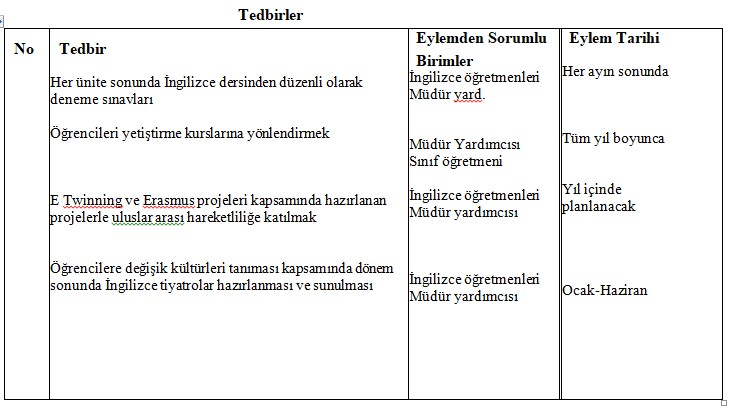 Tedbirler
No
Tedbir
Eylemden Sorumlu
Birimler
Eylem Tarihi
Her ünite sonunda İngilizce dersinden düzenli olarak
deneme sınavları
İngilizce öğretmenleri
Müdür yard.
Her ayın sonunda
Öğrencileri yetiştirme kurslarına yönlendirmek
Müdür Yardımcısı
Sınıf öğretmeni
Tüm yıl boyunca
E Twinning ve Erasmus projeleri kapsamında hazırlanan
projelerle uluslar arası hareketliliğe katılmak
İngilizce öğretmenleri
Müdür yardımcısı
Yıl içinde
planlanacak
Öğrencilere değişik kültürleri tanıması kapsamında dönem
sonunda İngilizce tiyatrolar hazırlanması ve sunulması
İngilizce öğretmenleri
Müdür yardımcısı
Ocak-Haziran